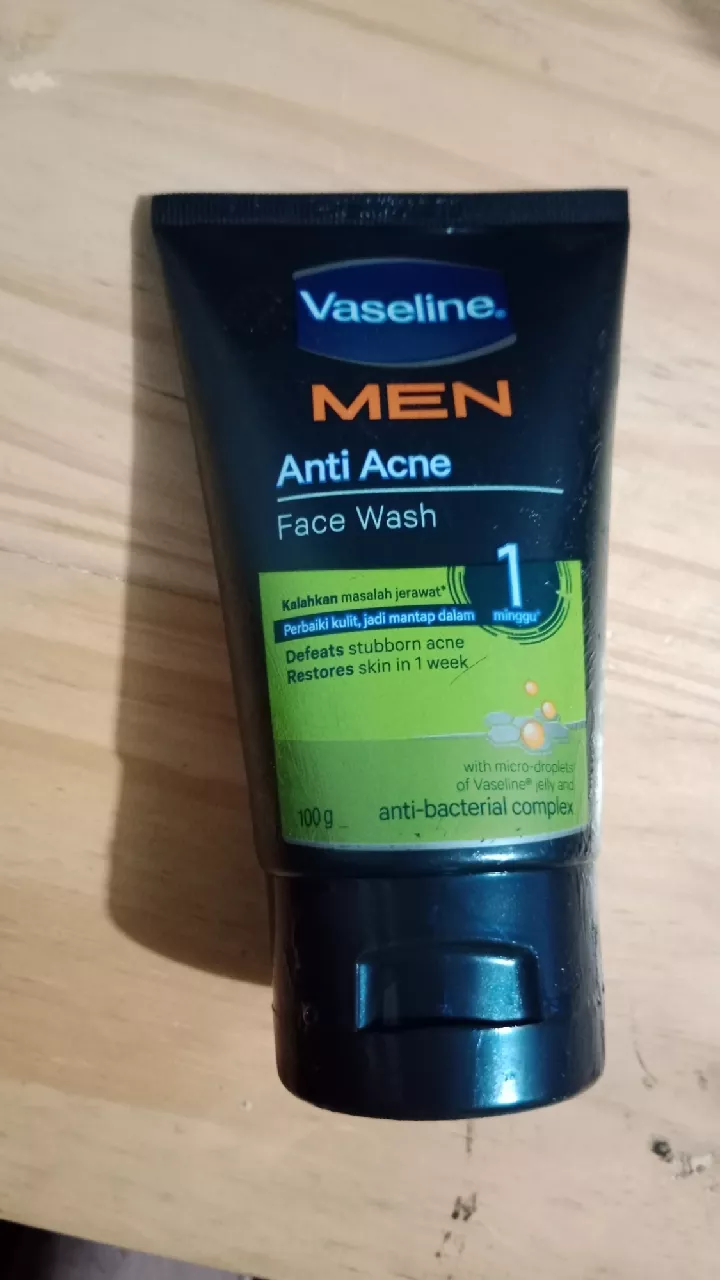 Vaseline®
MEN
Anti Acne
Face Wash
Kalahkan masalah jerawat*
Perbaiki kulit, jadi mantap dalam
1
minggu*
Defeats stubborn acne
Restores skin in 1 week
with micro-droplets
of Vaseline® jelly and
anti-bacterial complex
100 g